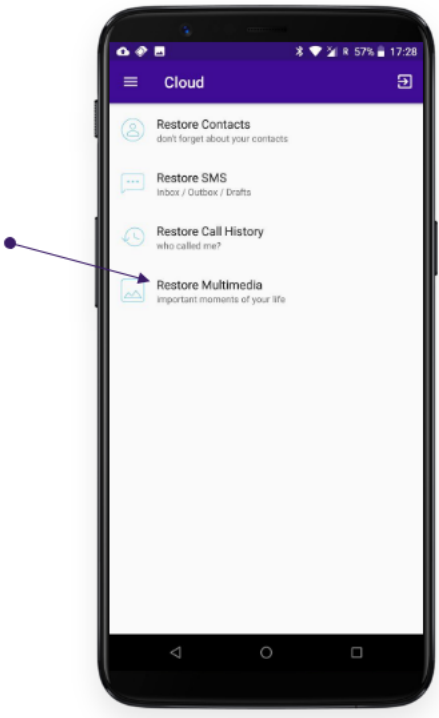 R 57% 17:28
Cloud
Restore Contacts
don't forget about your contacts
Restore SMS
Inbox / Outbox / Drafts
Restore Call History
who called me?
Restore Multimedia
important moments of your life